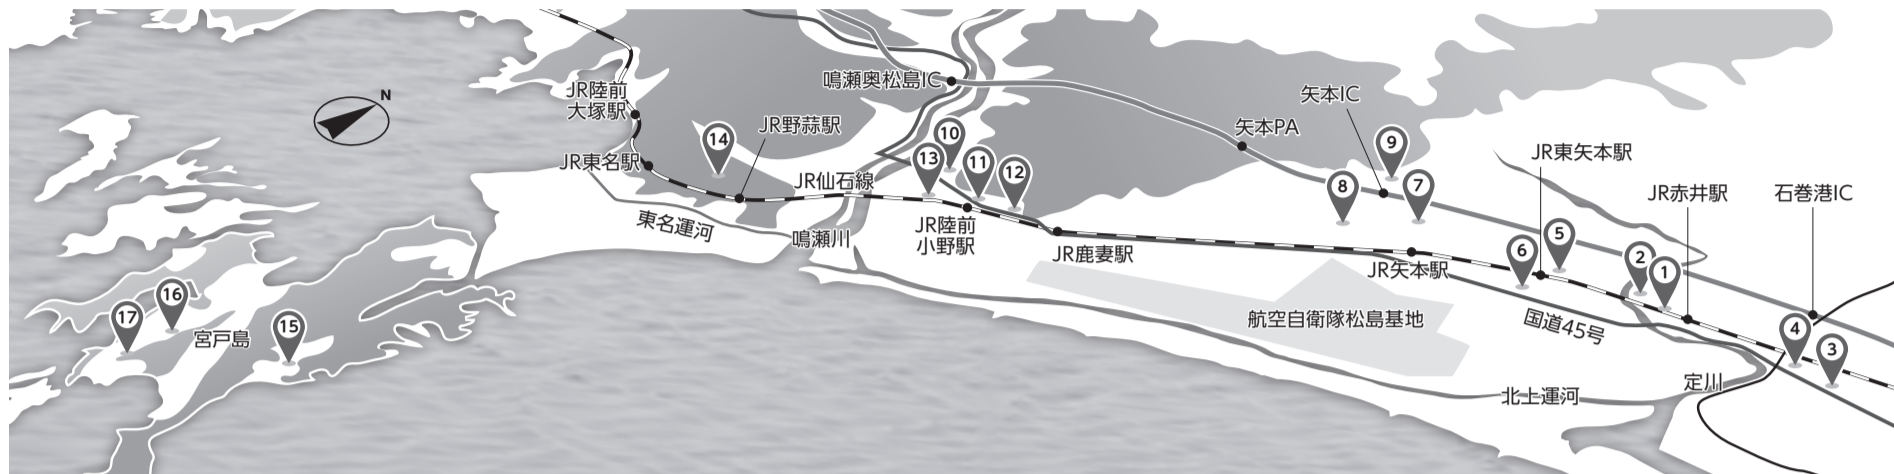 N
JR陸前
大塚駅
鳴瀬奥松島IC
矢本IC
矢本PA
JR野蒜駅
JR東名駅
JR仙石線
東名運河
鳴瀬川
JR陸前
小野駅
JR鹿妻駅
JR矢本駅
JR東矢本駅
JR赤井駅
石巻港IC
航空自衛隊松島基地
国道45号
北上運河
定川
宮戸島
1
2
3
4
5
6
7
8
9
10
11
12
13
14
15
16
17